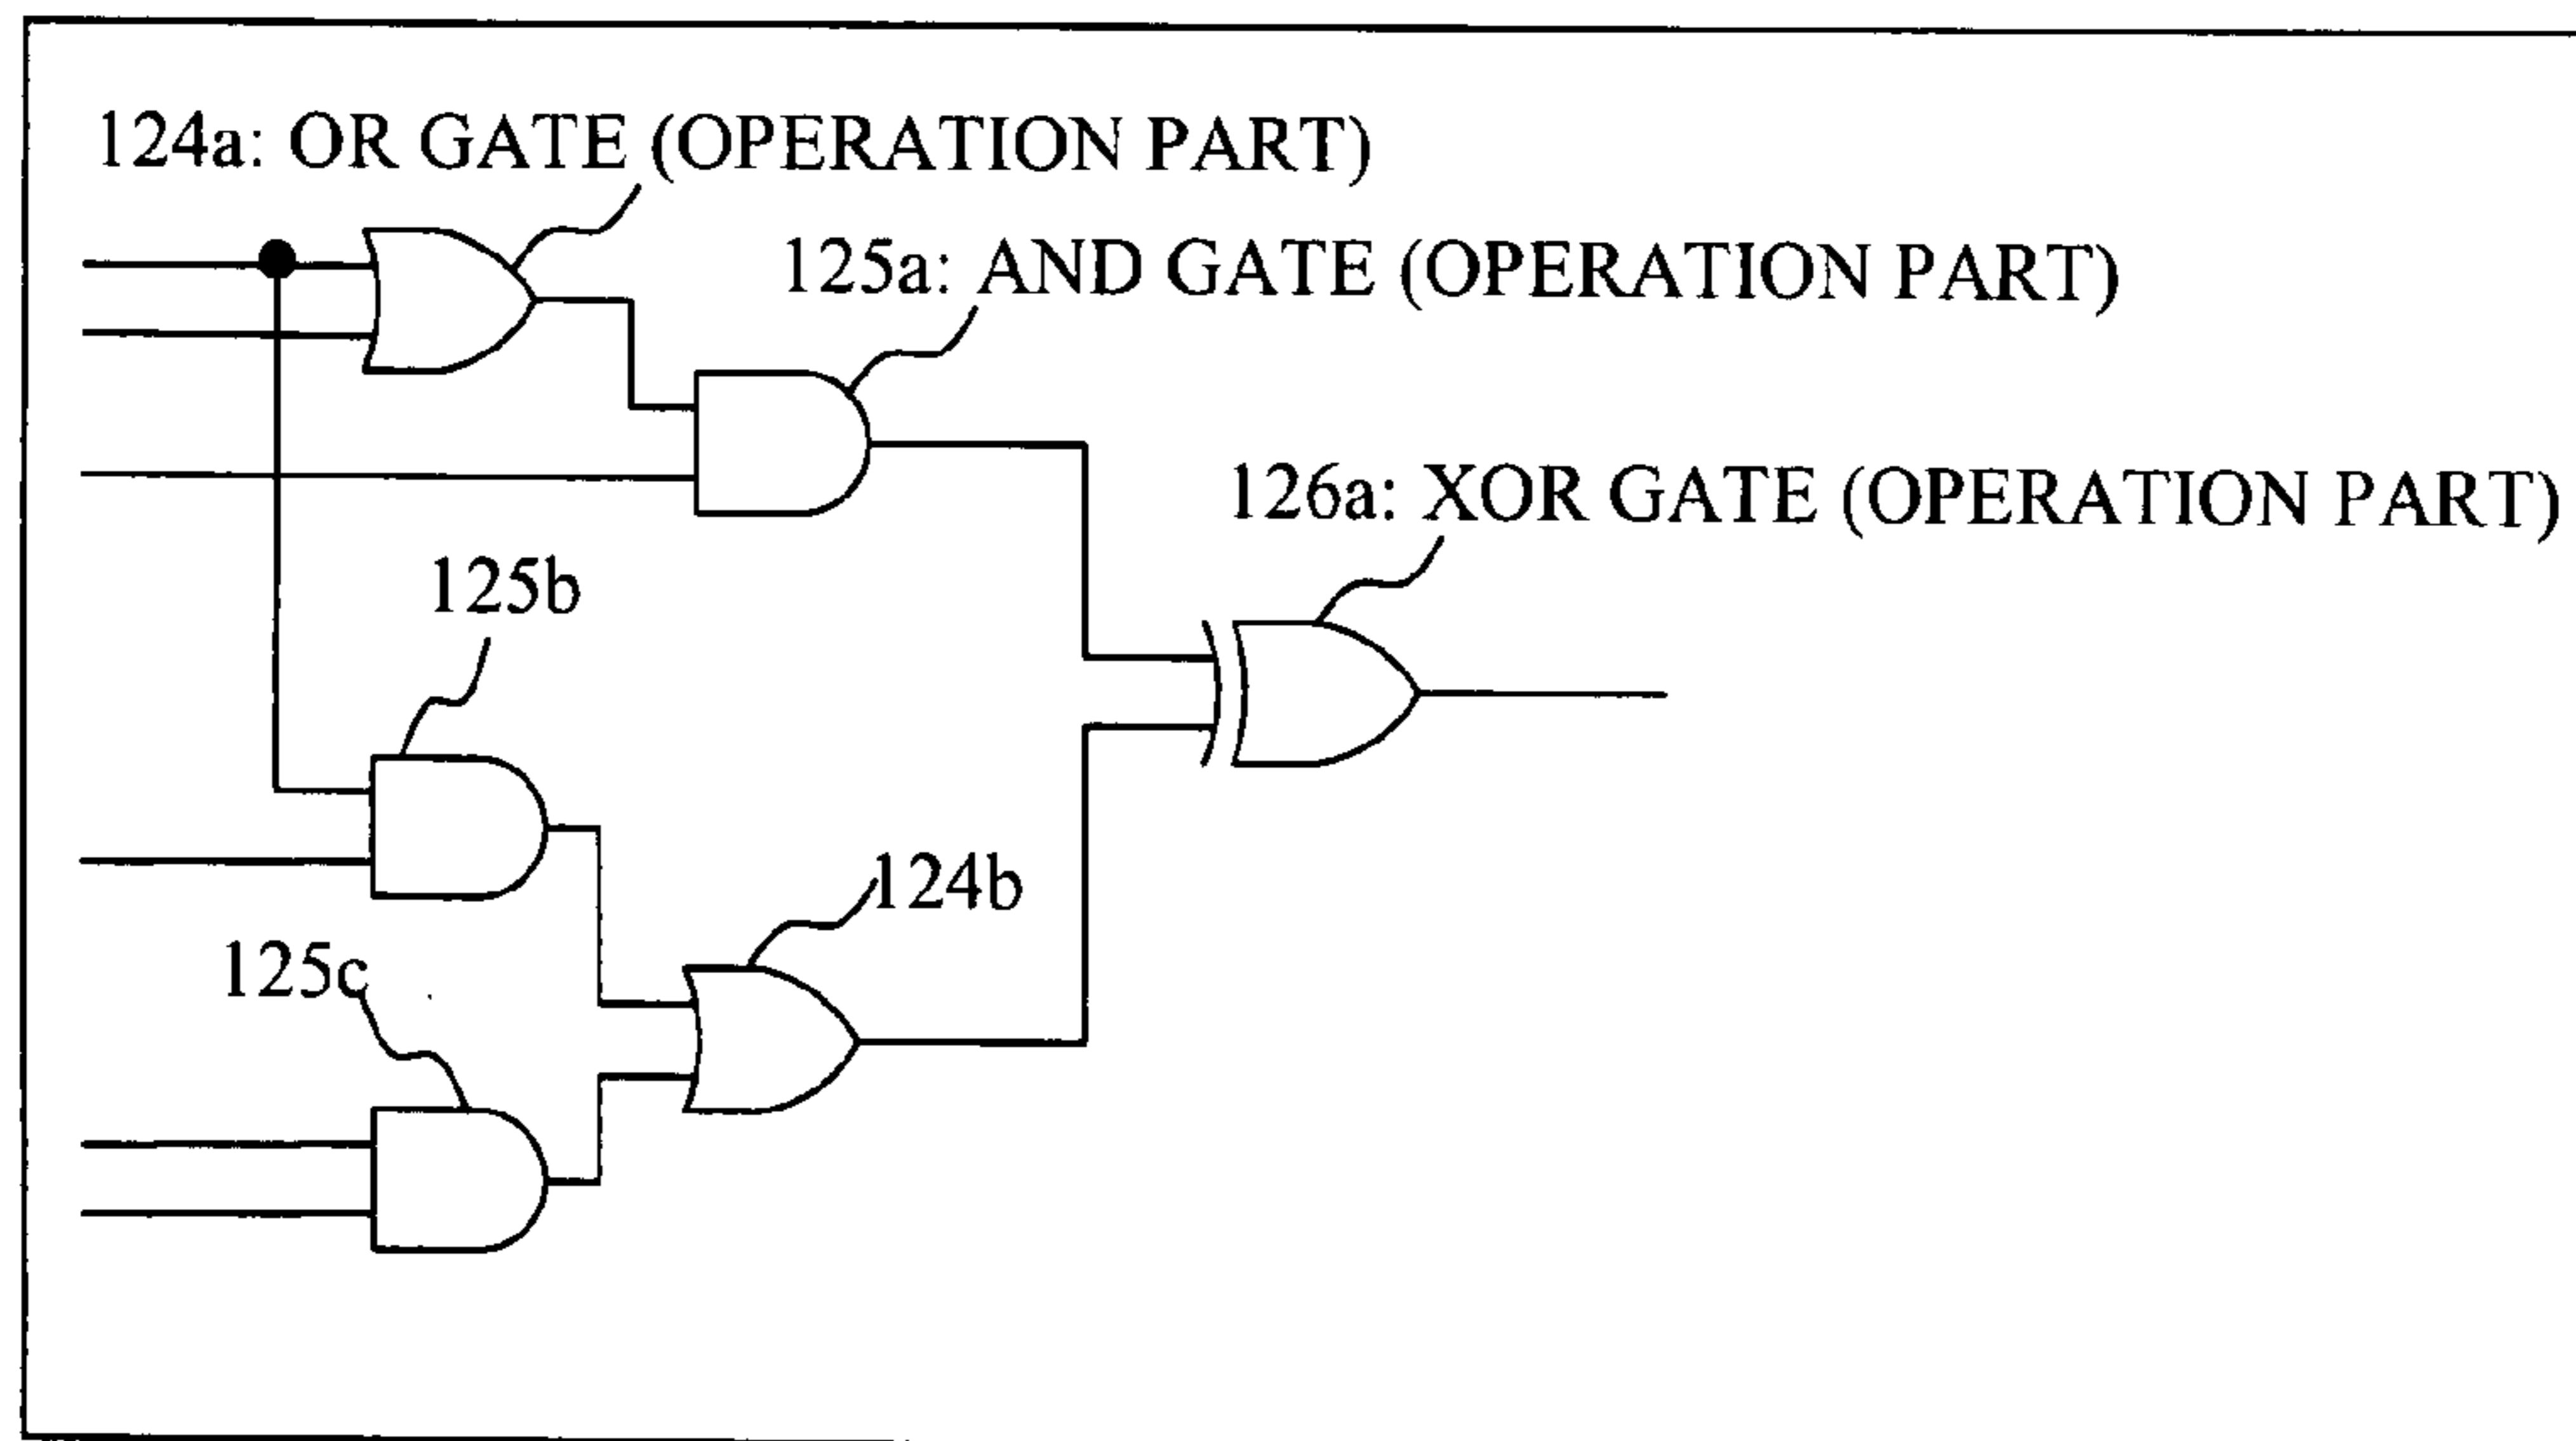 124a: OR GATE (OPERATION PART)
125a: AND GATE (OPERATION PART)
126a: XOR GATE (OPERATION PART)
125b
124b
125c